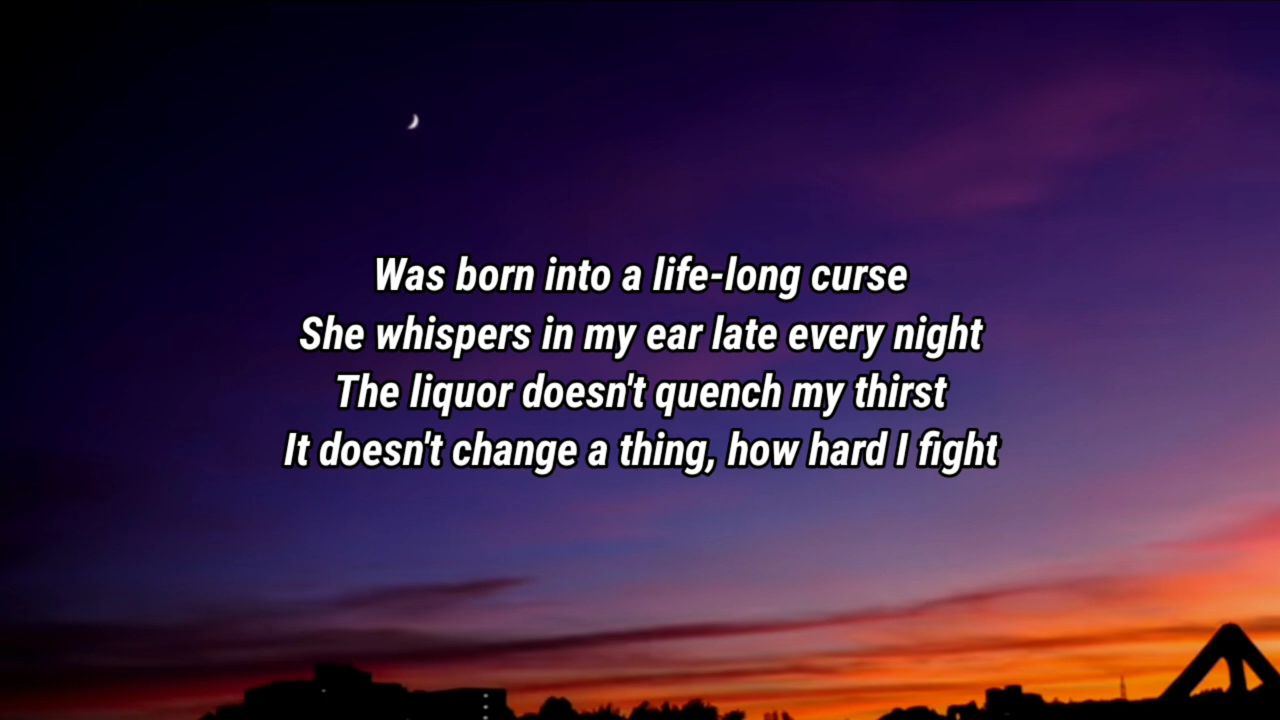 Was born into a life-long curse
She whispers in my ear late every night
The liquor doesn't quench my thirst
It doesn't change a thing, how hard I fight